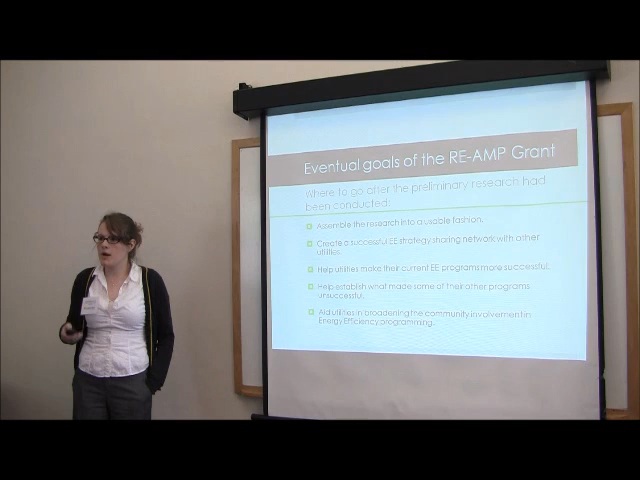 Eventual goals of the RE-AMP Grant
Where to go after the preliminary research had
been conducted:
Assemble the research into a usable fashion.
Create a successful EE strategy sharing network with other
utilities.
Help utilities make their current EE programs more successful.
Help establish what made some of their other programs
unsuccessful.
Aid utilities in broadening the community involvement in
Energy Efficiency programming.